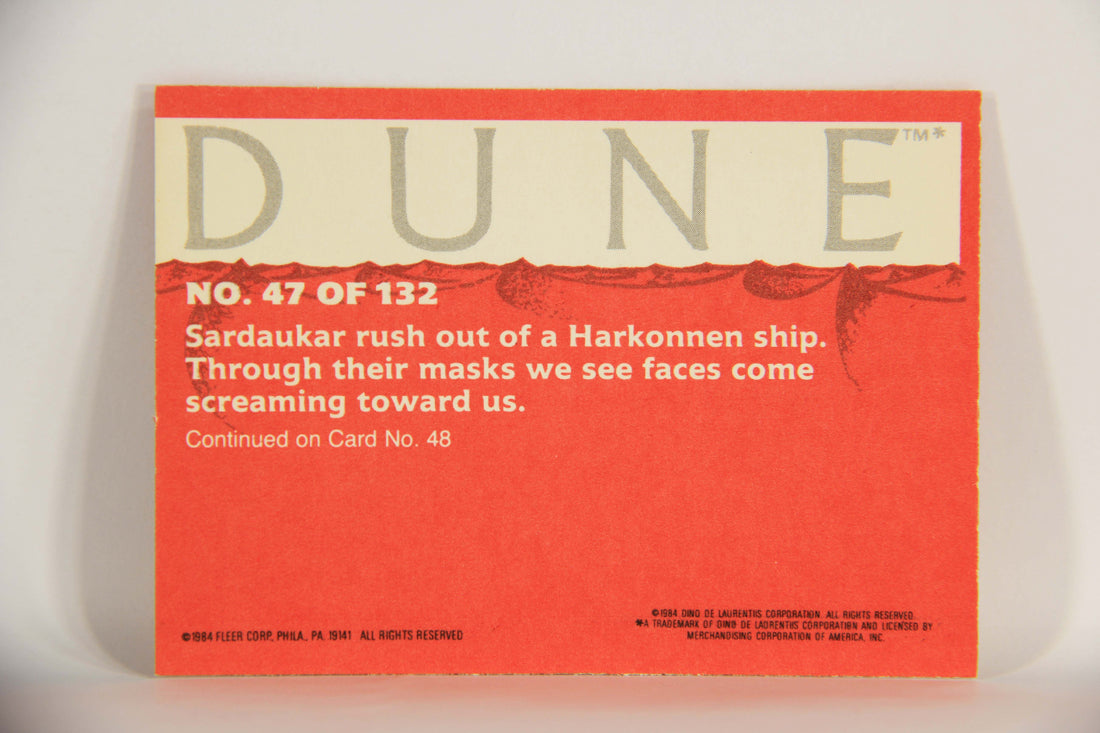 DUNE™*
NO. 47 OF 132
Sardaukar rush out of a Harkonnen ship.
Through their masks we see faces come
screaming toward us.
Continued on Card No. 48
©1984 FLEER CORP., PHILA., PA. 19141 ALL RIGHTS RESERVED
©1984 DINO DE LAURENTIIS CORPORATION. ALL RIGHTS RESERVED.
*A TRADEMARK OF DINO DE LAURENTIIS CORPORATION AND LICENSED BY
MERCHANDISING CORPORATION OF AMERICA, INC.